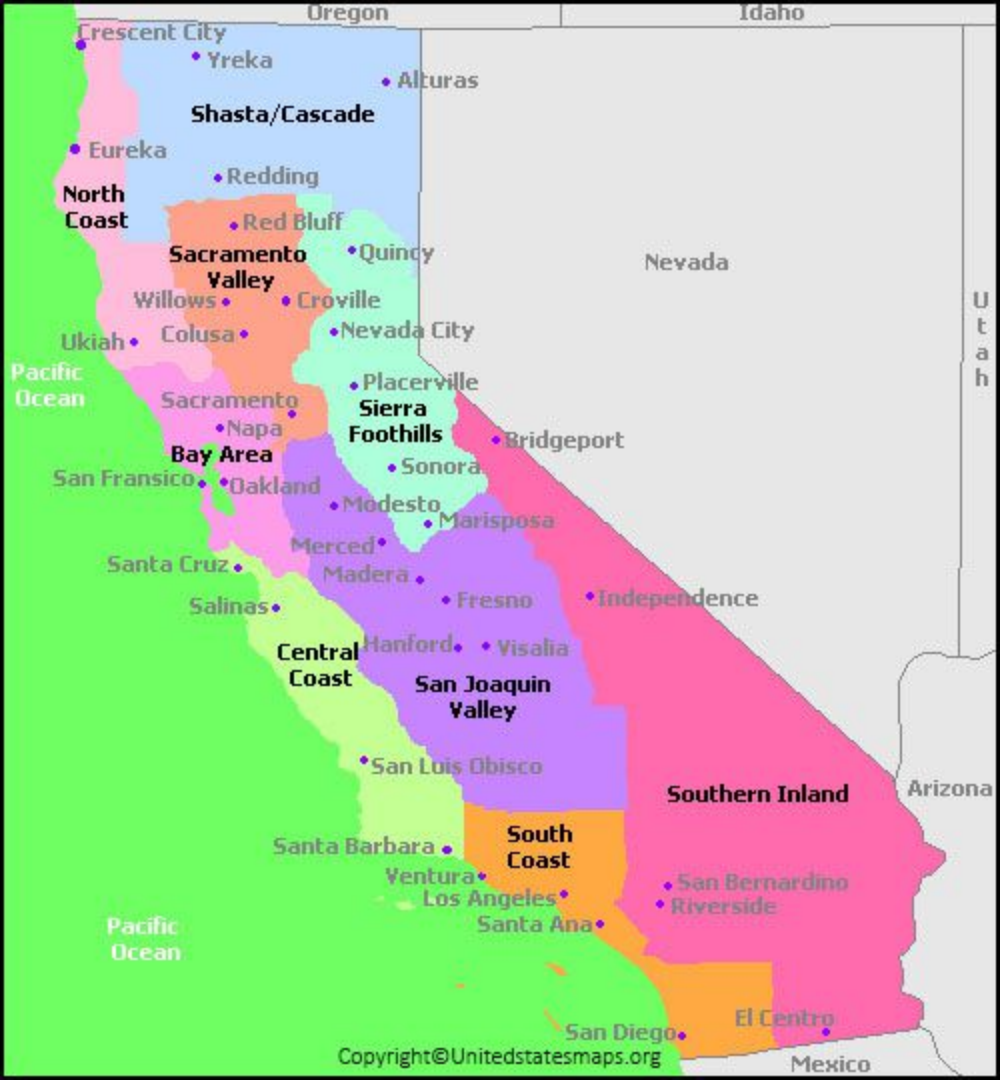 Oregon
Idaho
Crescent City
Yreka
Alturas
Shasta/Cascade
Eureka
Redding
North
Coast
Red Bluff
Sacramento
Valley
Quincy
Nevada
Willows
Croville
Utah
Ukiah
Colusa
Nevada City
Pacific
Ocean
Placerville
Sacramento
Sierra
Foothills
Napa
Bridgeport
Bay Area
Sonora
San Fransico
Oakland
Modesto
Marisposa
Merced
Santa Cruz
Madera
Salinas
Fresno
Independence
Central
Coast
Hanford
Visalia
San Joaquin
Valley
San Luis Obisco
Southern Inland
Arizona
South
Coast
Santa Barbara
Ventura
San Bernardino
Los Angeles
Riverside
Santa Ana
Pacific
Ocean
El Centro
San Diego
Copyright©Unitedstatesmaps.org
Mexico